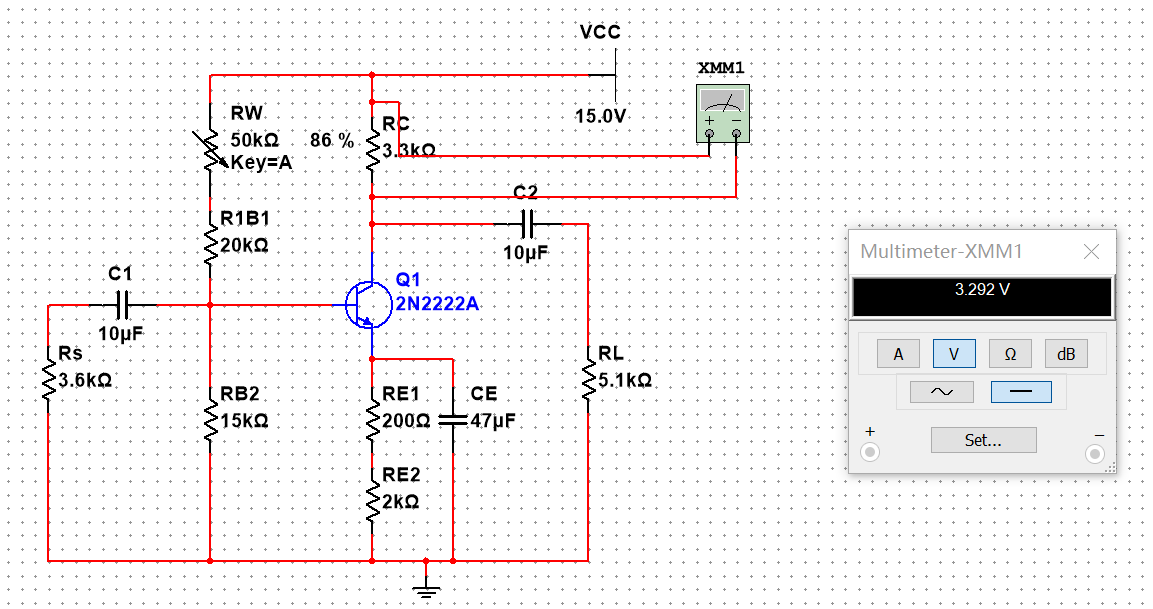 VCC
15.0V
XMM1
+ −
RW
50kΩ
Key=A
86 %
RC
3.3kΩ
R1B1
20kΩ
C2
10µF
C1
10µF
Q1
2N2222A
Rs
3.6kΩ
RB2
15kΩ
RE1
200Ω
CE
47µF
RE2
2kΩ
RL
5.1kΩ
Multimeter-XMM1
3.292 V
A V Ω dB
+ −
Set...